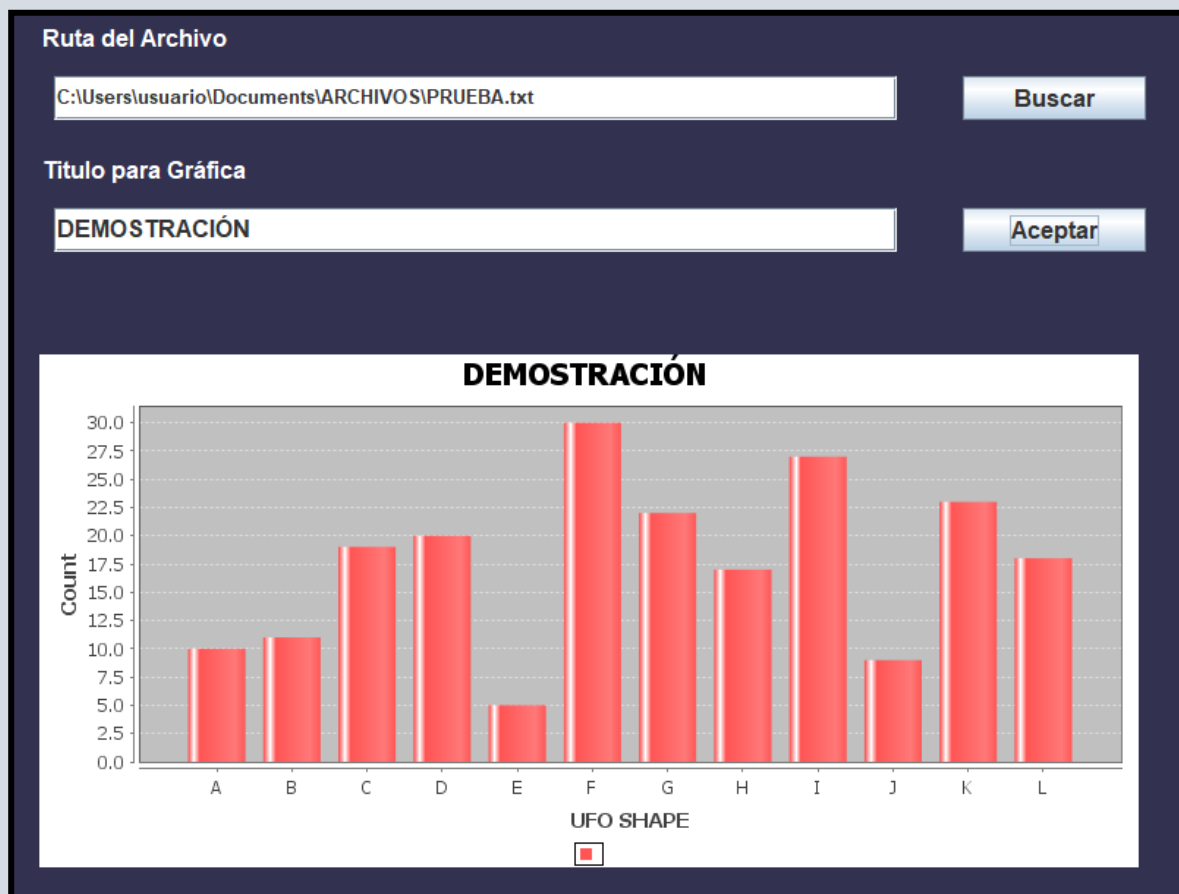 Ruta del Archivo
C:\Users\usuario\Documents\ARCHIVOS\PRUEBA.txt
Buscar
Titulo para Gráfica
DEMOSTRACIÓN
Aceptar
DEMOSTRACIÓN
Count
30.0
27.5
25.0
22.5
20.0
17.5
15.0
12.5
10.0
7.5
5.0
2.5
0.0
A B C D E F G H I J K L
UFO SHAPE